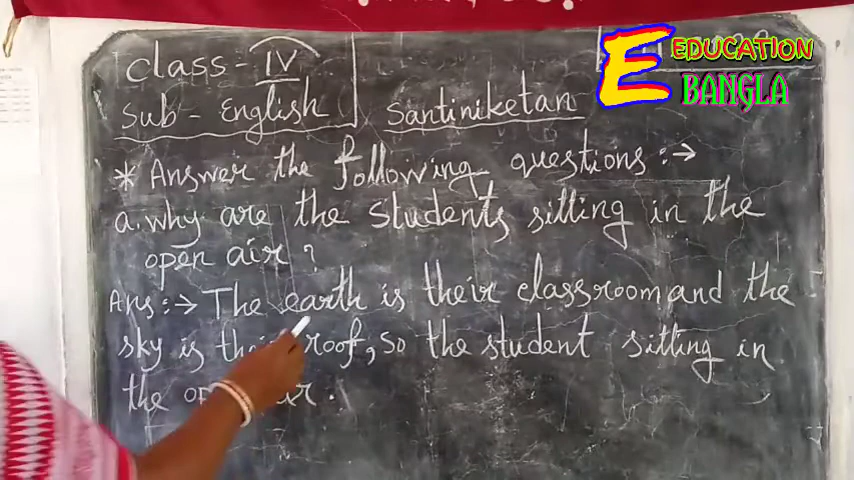 Class - IV
Sub - English
Santiniketan
E EDUCATION
BANGLA
* Answer the following questions :→
a. why are the students sitting in the
open air ?
Ans :→ The earth is their classroom and the
sky is their roof, so the student sitting in
the